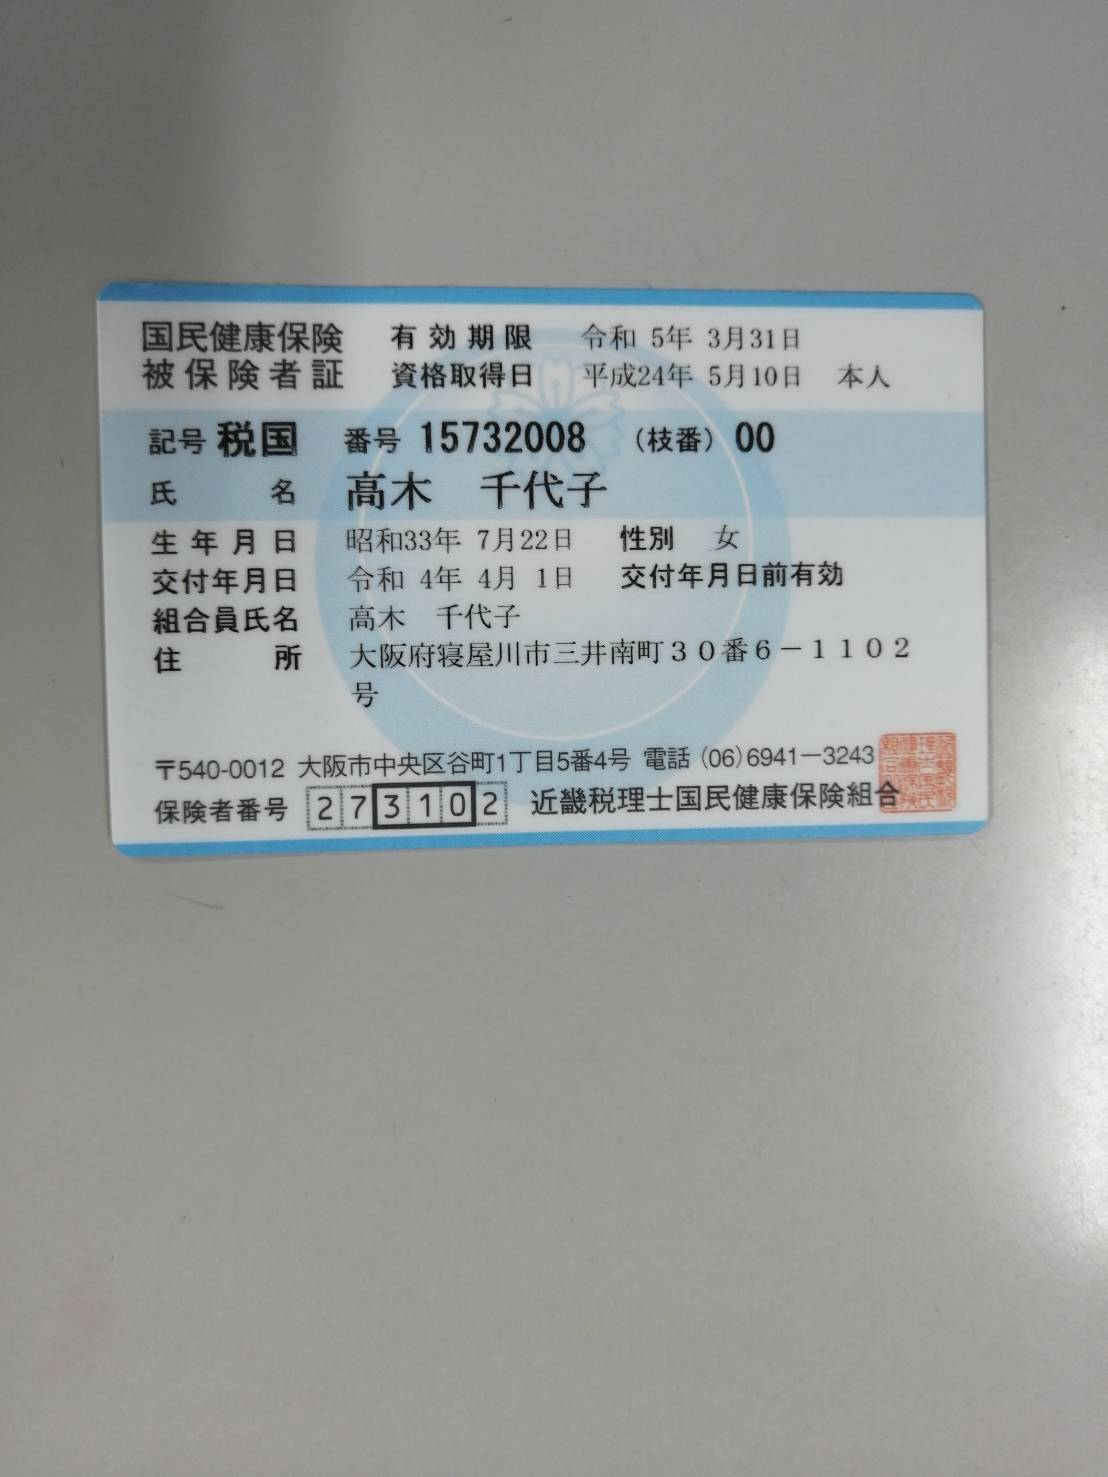 国民健康保険 有効期限 令和 5年 3月31日
被保険者証 資格取得日 平成24年 5月10日 本人
記号 税国 番号 15732008 (枝番) 00
氏名 高木 千代子
生年月日 昭和33年 7月22日 性別 女
交付年月日 令和 4年 4月 1日 交付年月日前有効
組合員氏名 高木 千代子
住所 大阪府寝屋川市三井南町30番6-1102
号
〒540-0012 大阪市中央区谷町1丁目5番4号 電話 (06)6941-3243
保険者番号 273102 近畿税理士国民健康保険組合